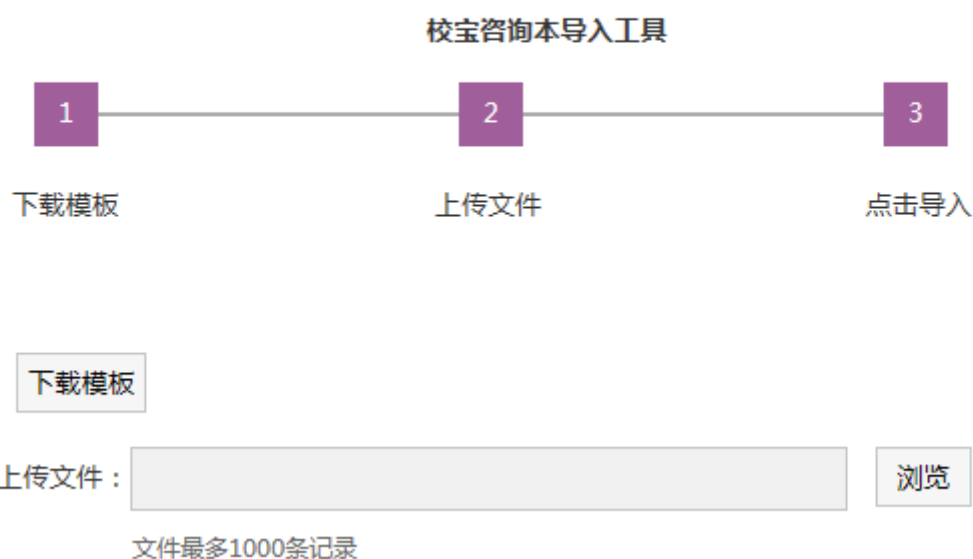 校宝咨询本导入工具
1 2 3
下载模板 上传文件 点击导入
下载模板
上传文件： 浏览
文件最多1000条记录